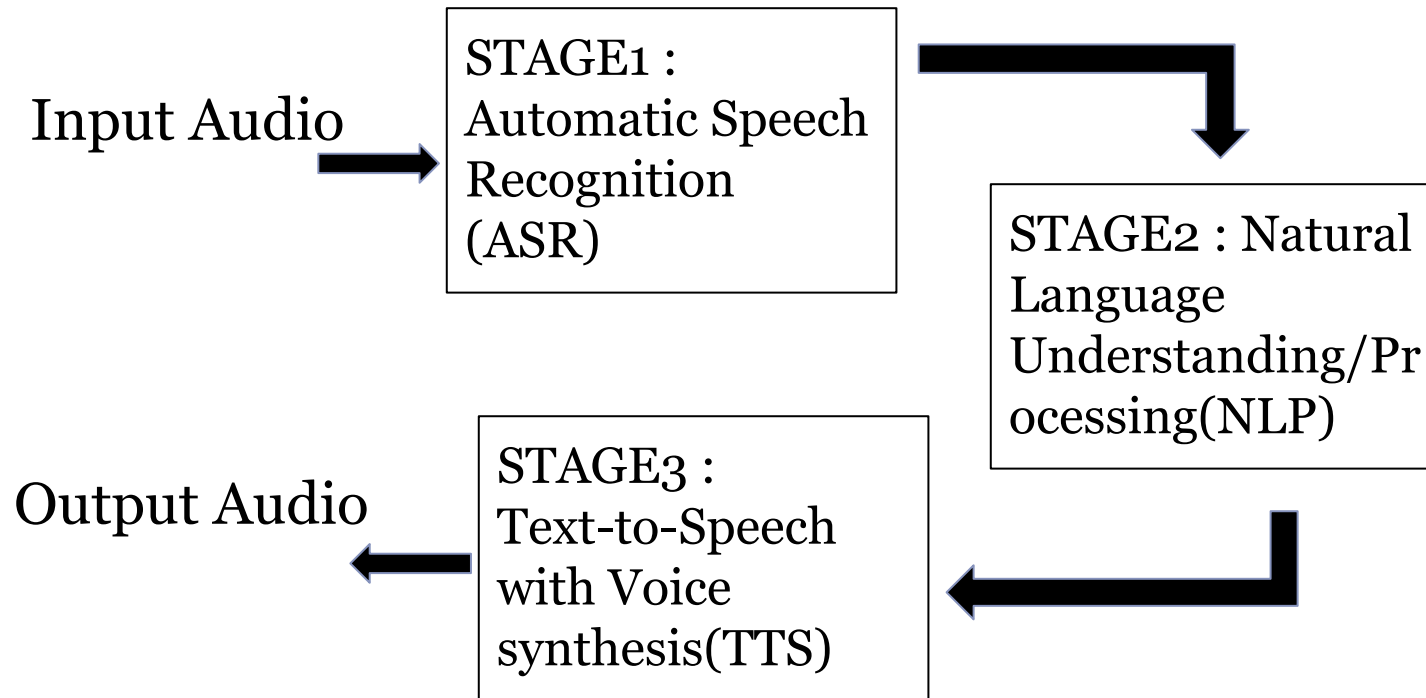 Input Audio
STAGE1 :
Automatic Speech
Recognition
(ASR)
STAGE2 : Natural
Language
Understanding/Pr
ocessing(NLP)
STAGE3 :
Text-to-Speech
with Voice
synthesis(TTS)
Output Audio